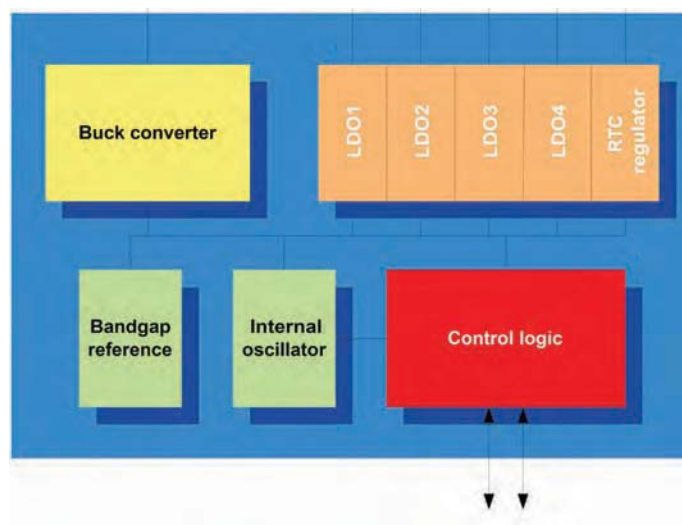 Buck converter
LDO1
LDO2
LDO3
LDO4
RTC
regulator
Bandgap
reference
Internal
oscillator
Control logic